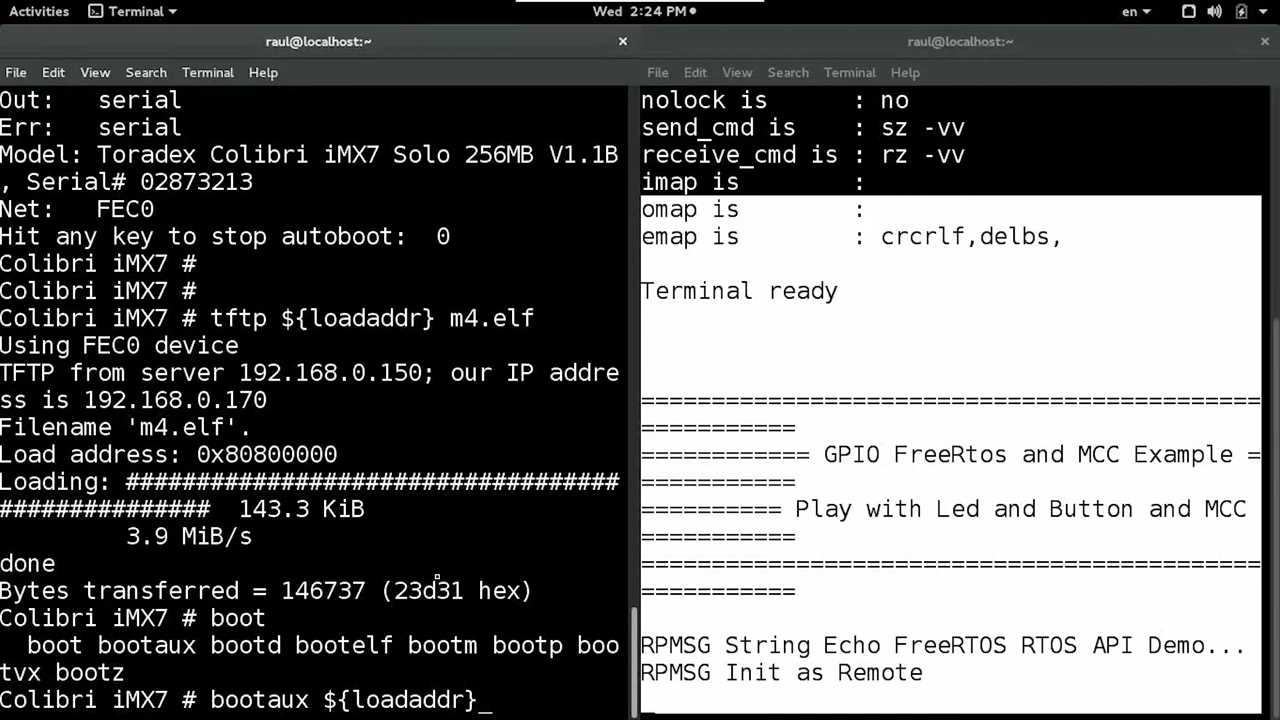 Activities Terminal Wed 2:24 PM en
raul@localhost:~
File Edit View Search Terminal Help
Out: serial
Err: serial
Model: Toradex Colibri iMX7 Solo 256MB V1.1B
, Serial# 02873213
Net: FEC0
Hit any key to stop autoboot: 0
Colibri iMX7 #
Colibri iMX7 #
Colibri iMX7 # tftp ${loadaddr} m4.elf
Using FEC0 device
TFTP from server 192.168.0.150; our IP addre
ss is 192.168.0.170
Filename 'm4.elf'.
Load address: 0x80800000
Loading: ###################################
############### 143.3 KiB
3.9 MiB/s
done
Bytes transferred = 146737 (23d31 hex)
Colibri iMX7 # boot
boot bootaux bootd bootelf bootm bootp boo
tvx bootz
Colibri iMX7 # bootaux ${loadaddr}_
raul@localhost:~
File Edit View Search Terminal Help
nolock is : no
send_cmd is : sz -vv
receive_cmd is : rz -vv
imap is :
omap is :
emap is : crcrlf,delbs,
Terminal ready
============================================
===========
============ GPIO FreeRtos and MCC Example =
===========
========== Play with Led and Button and MCC
===========
============================================
===========
RPMSG String Echo FreeRTOS RTOS API Demo...
RPMSG Init as Remote